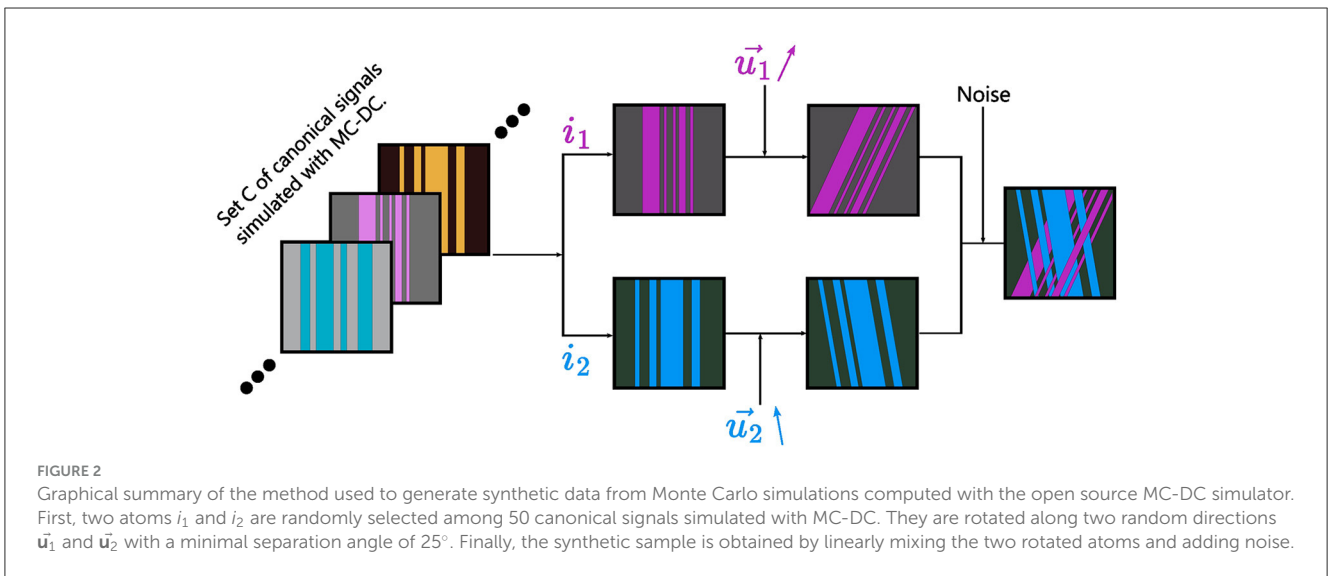 Set C of canonical signals
simulated with MC-DC.
i₁
u⃗₁
Noise
i₂
u⃗₂
FIGURE 2
Graphical summary of the method used to generate synthetic data from Monte Carlo simulations computed with the open source MC-DC simulator.
First, two atoms i₁ and i₂ are randomly selected among 50 canonical signals simulated with MC-DC. They are rotated along two random directions
u⃗₁ and u⃗₂ with a minimal separation angle of 25°. Finally, the synthetic sample is obtained by linearly mixing the two rotated atoms and adding noise.